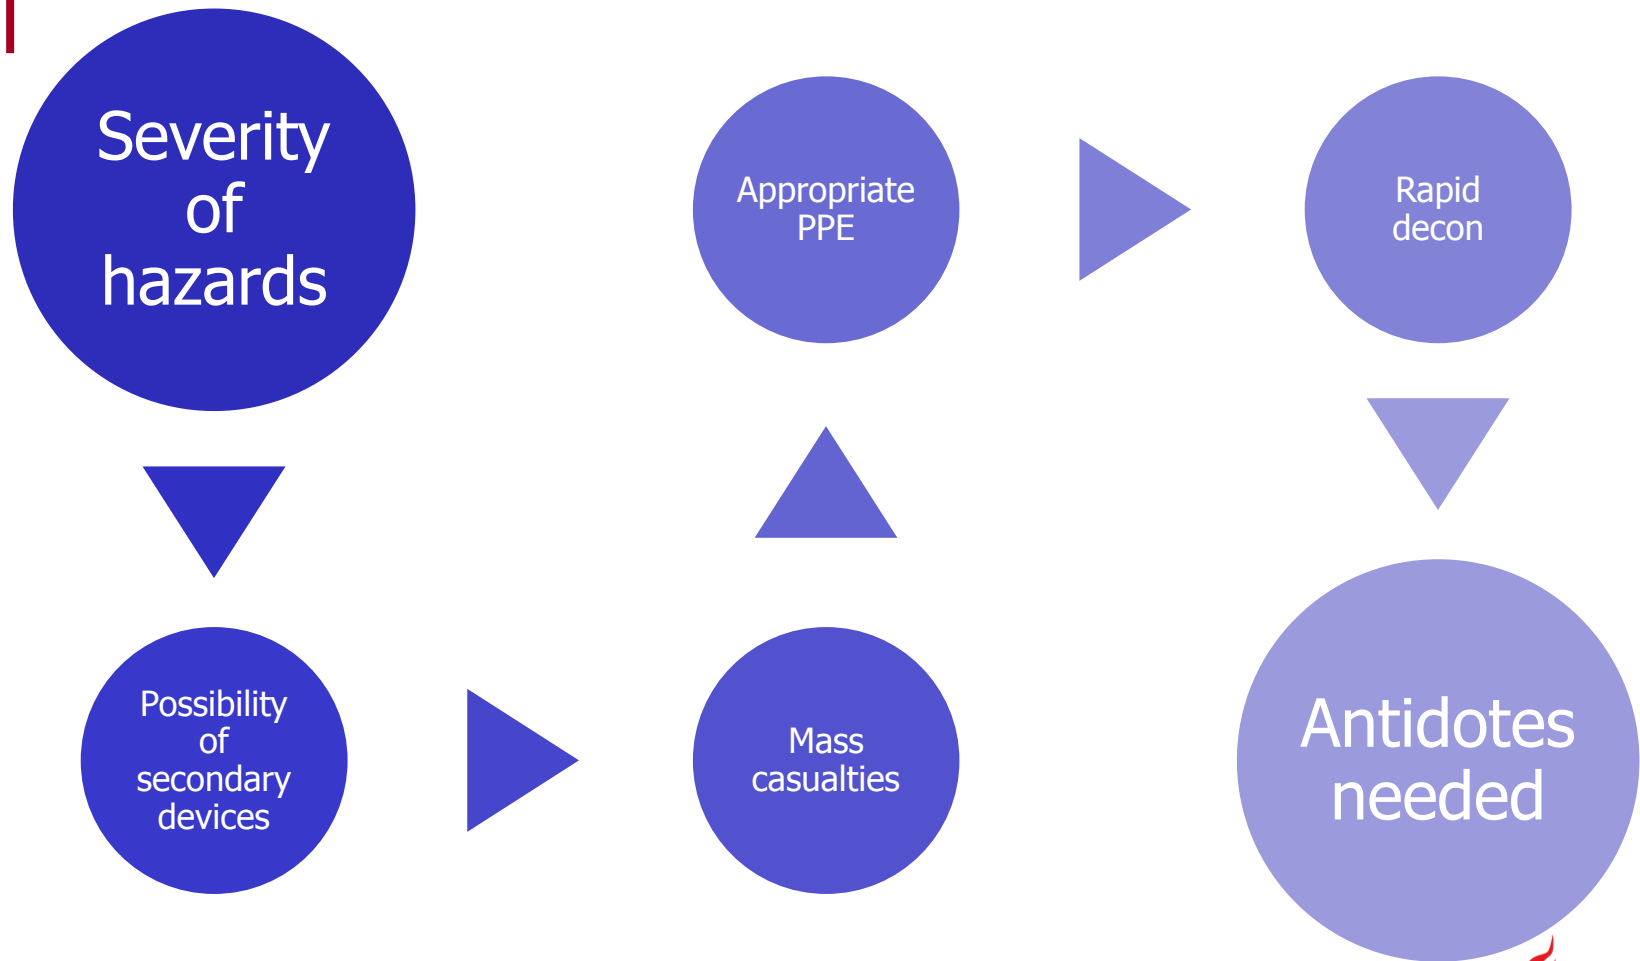 Severity
of
hazards
Possibility
of
secondary
devices
Mass
casualties
Appropriate
PPE
Rapid
decon
Antidotes
needed